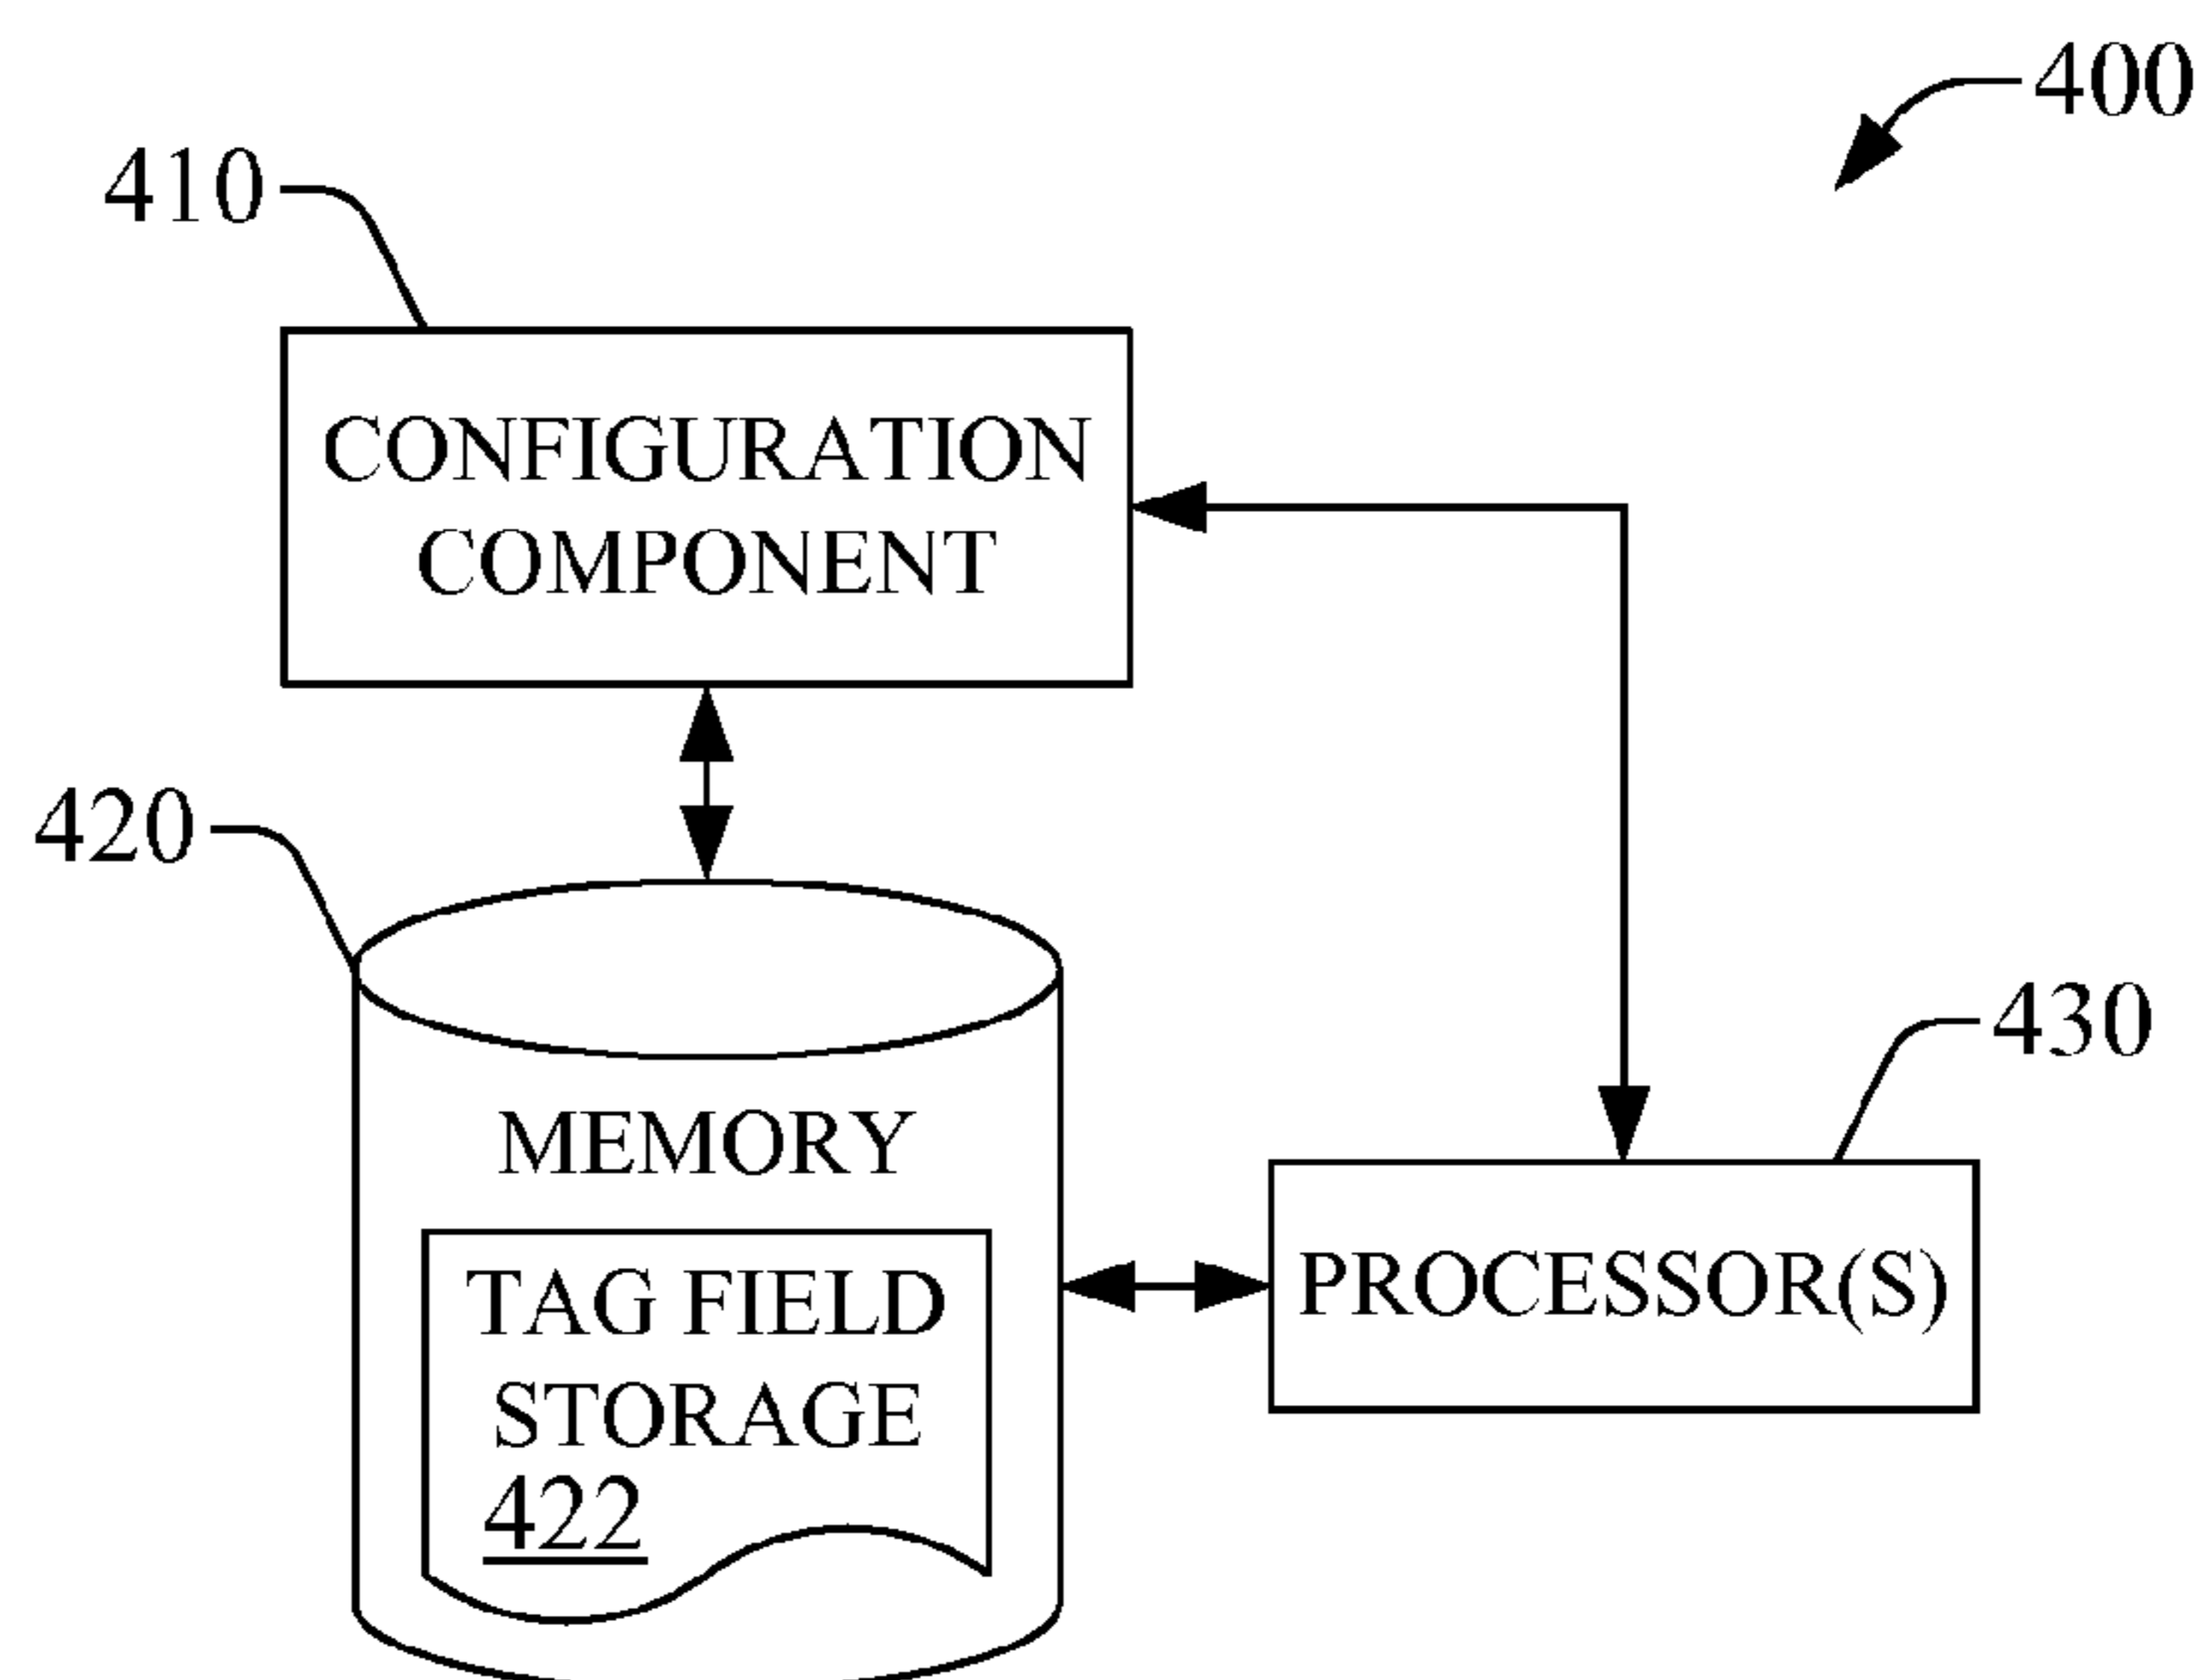 400
410
CONFIGURATION
COMPONENT
420
430
MEMORY
PROCESSOR(S)
TAG FIELD
STORAGE
422